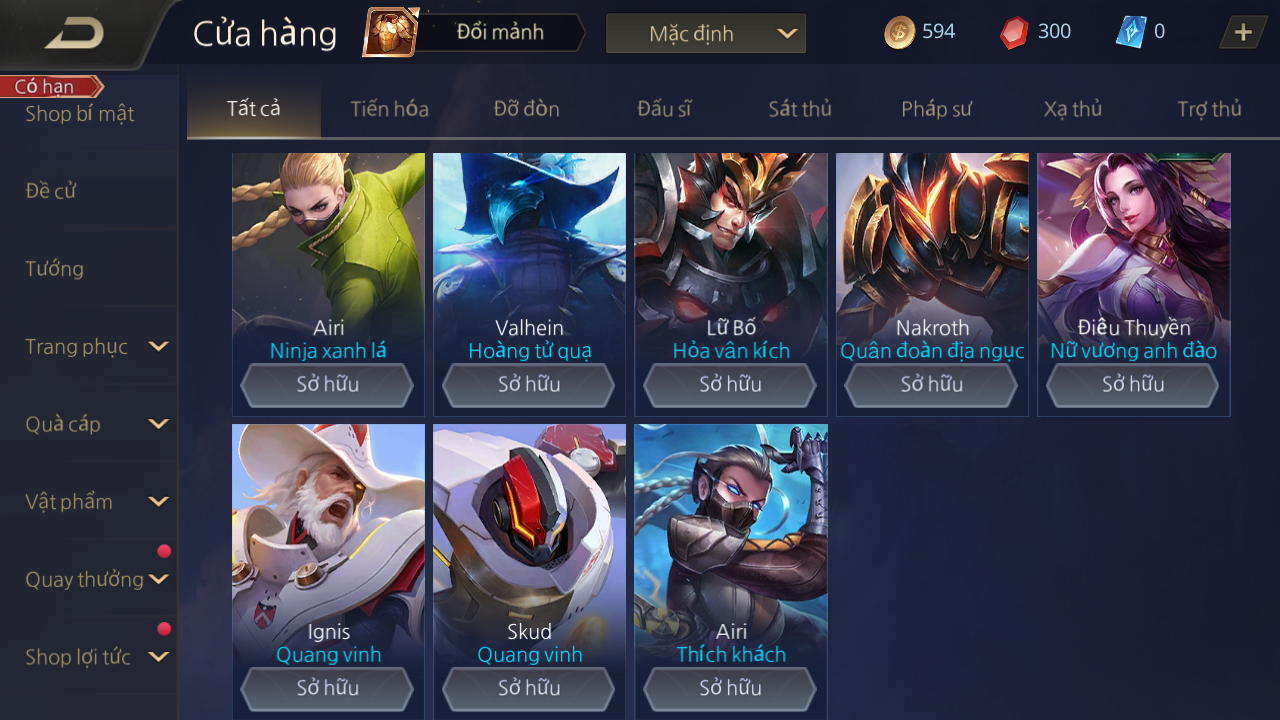 Cửa hàng
Đổi mảnh
Mặc định
594
300
0
Có hạn
Shop bí mật
Đề cử
Tướng
Trang phục
Quà cáp
Vật phẩm
Quay thưởng
Shop lợi tức
Tất cả
Tiến hóa
Đỡ đòn
Đấu sĩ
Sát thủ
Pháp sư
Xạ thủ
Trợ thủ
Airi
Ninja xanh lá
Sở hữu
Valhein
Hoàng tử quạ
Sở hữu
Lữ Bố
Hỏa vân kích
Sở hữu
Nakroth
Quân đoàn địa ngục
Sở hữu
Điêu Thuyền
Nữ vương anh đào
Sở hữu
Ignis
Quang vinh
Sở hữu
Skud
Quang vinh
Sở hữu
Airi
Thích khách
Sở hữu